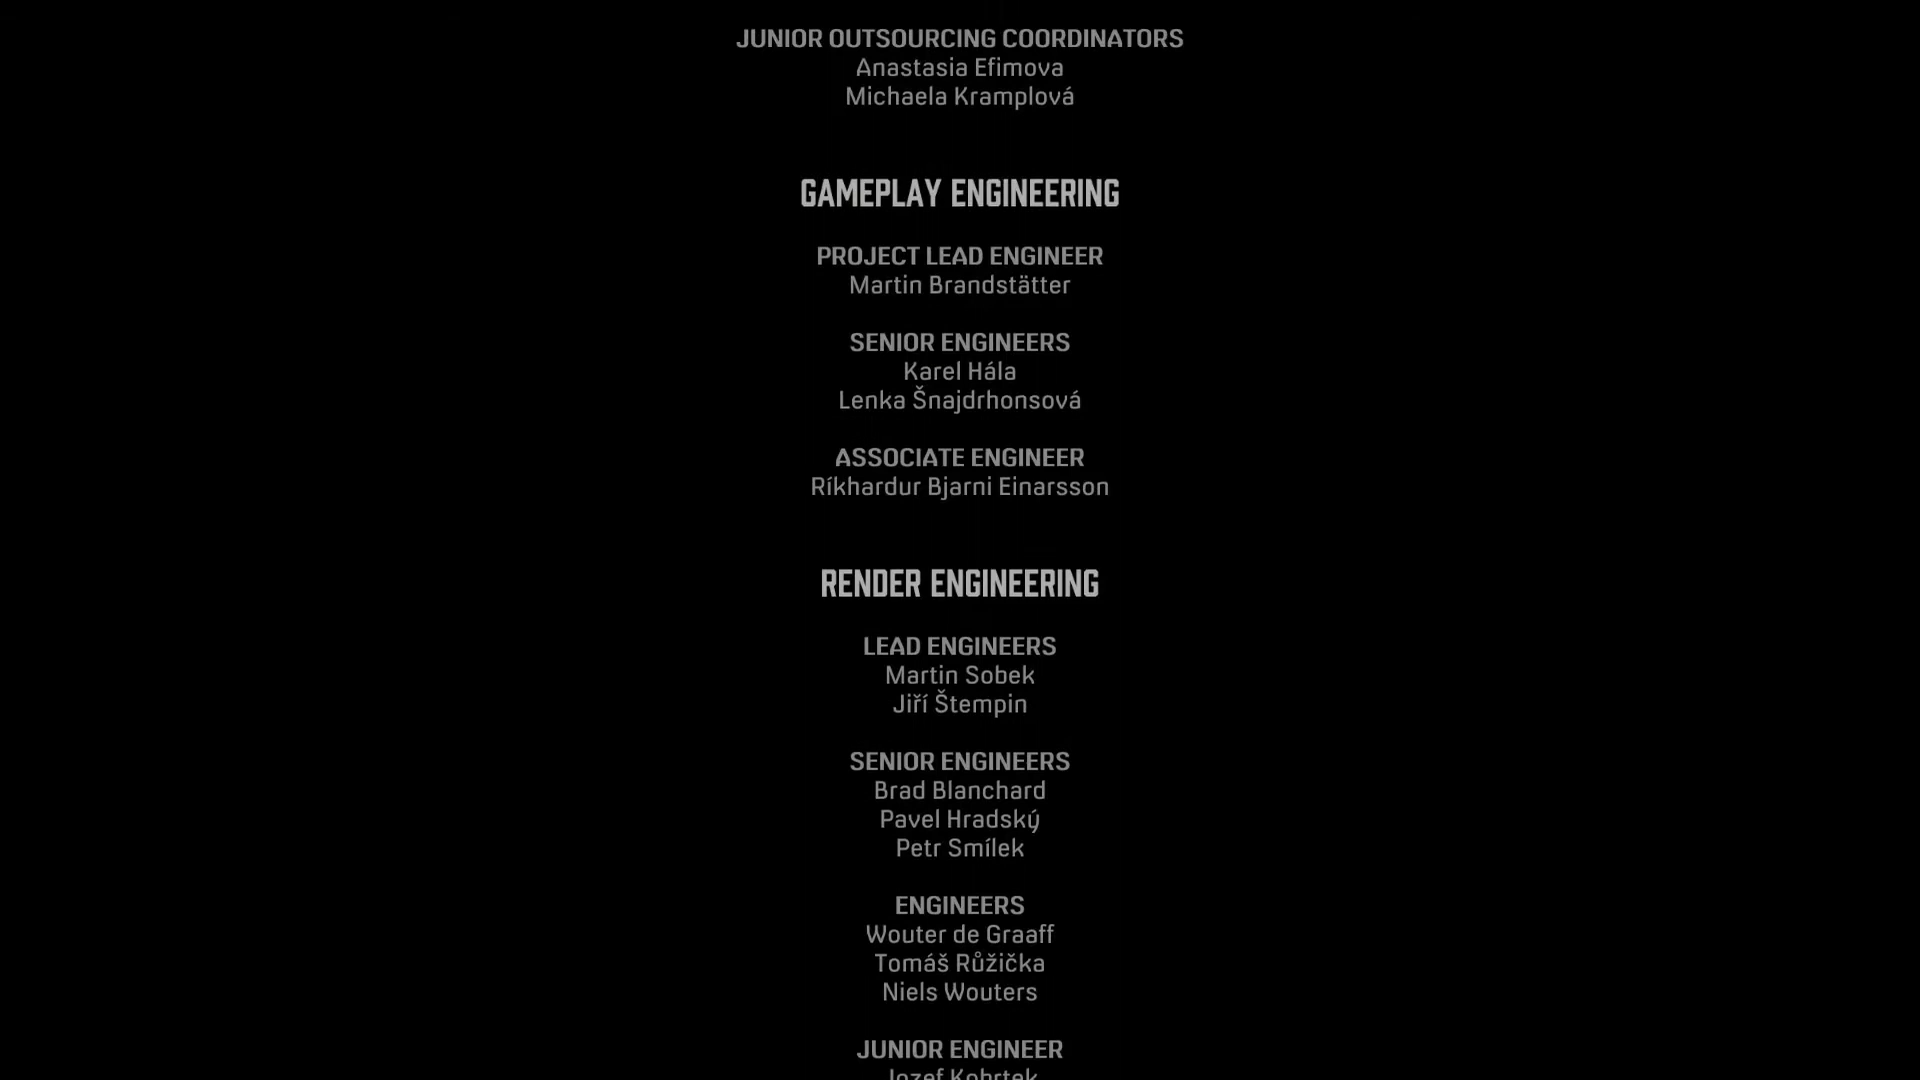 JUNIOR OUTSOURCING COORDINATORS
Anastasia Efimova
Michaela Kramplová
GAMEPLAY ENGINEERING
PROJECT LEAD ENGINEER
Martin Brandstätter
SENIOR ENGINEERS
Karel Hála
Lenka Šnajdrhonsová
ASSOCIATE ENGINEER
Ríkhardur Bjarni Einarsson
RENDER ENGINEERING
LEAD ENGINEERS
Martin Sobek
Jiří Štempin
SENIOR ENGINEERS
Brad Blanchard
Pavel Hradský
Petr Smílek
ENGINEERS
Wouter de Graaff
Tomáš Růžička
Niels Wouters
JUNIOR ENGINEER
Jozef Kohrtek